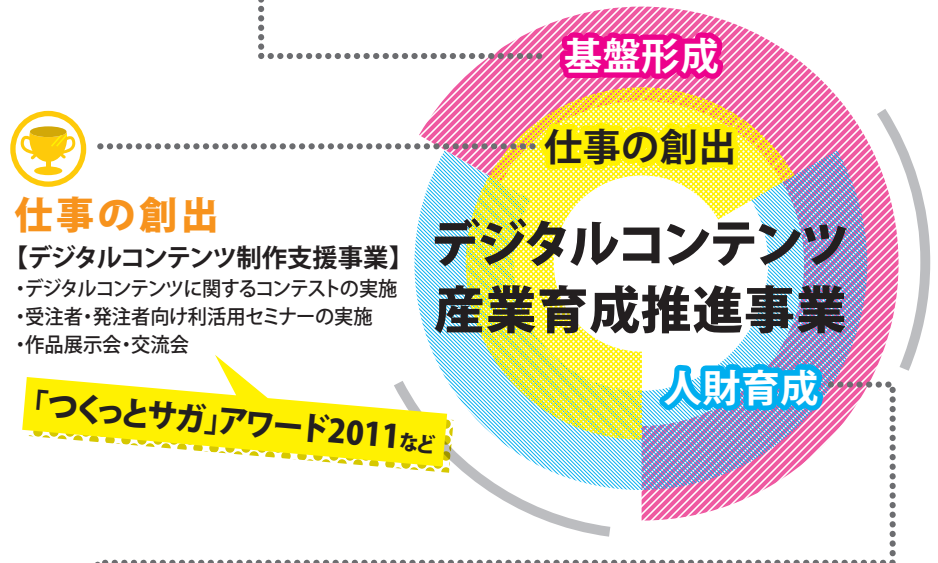 基盤形成
仕事の創出
仕事の創出
【デジタルコンテンツ制作支援事業】
・デジタルコンテンツに関するコンテストの実施
・受注者・発注者向け利活用セミナーの実施
・作品展示会・交流会
「つくっとサガ」アワード2011など
デジタルコンテンツ
産業育成推進事業
人財育成